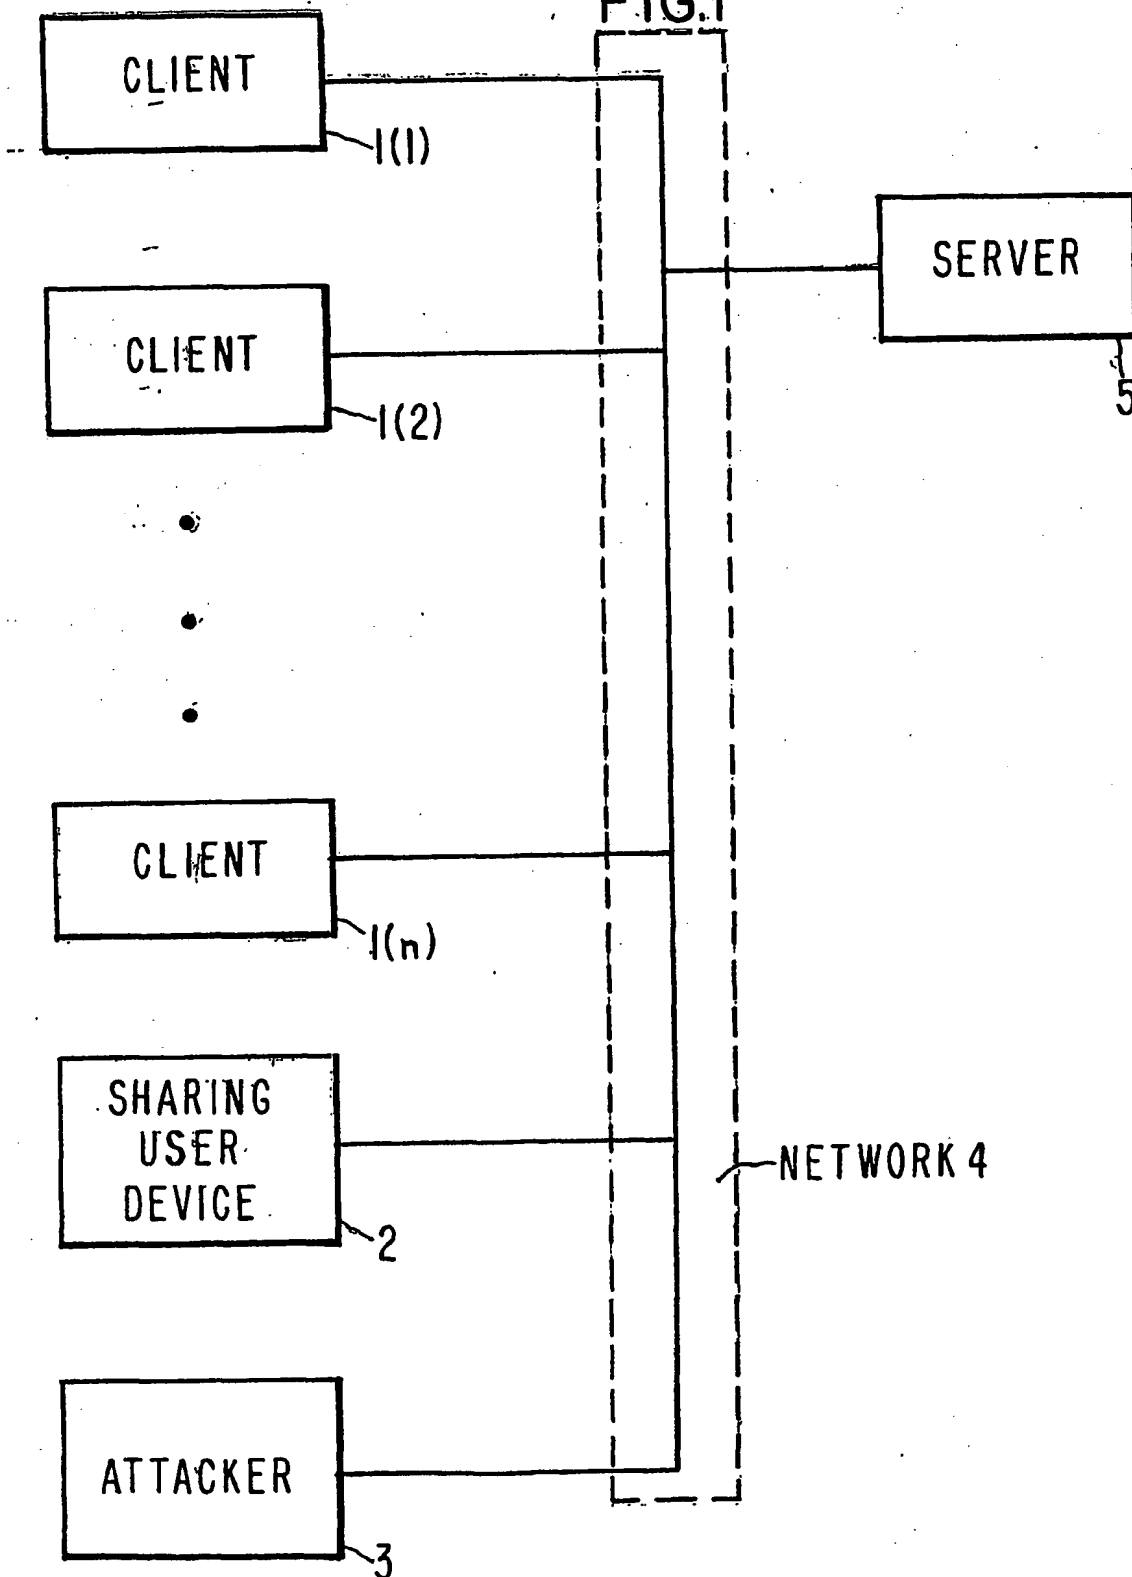 FIG.1
CLIENT
1(1)
SERVER
5
CLIENT
1(2)
CLIENT
1(n)
SHARING
USER
DEVICE
2
NETWORK 4
ATTACKER
3